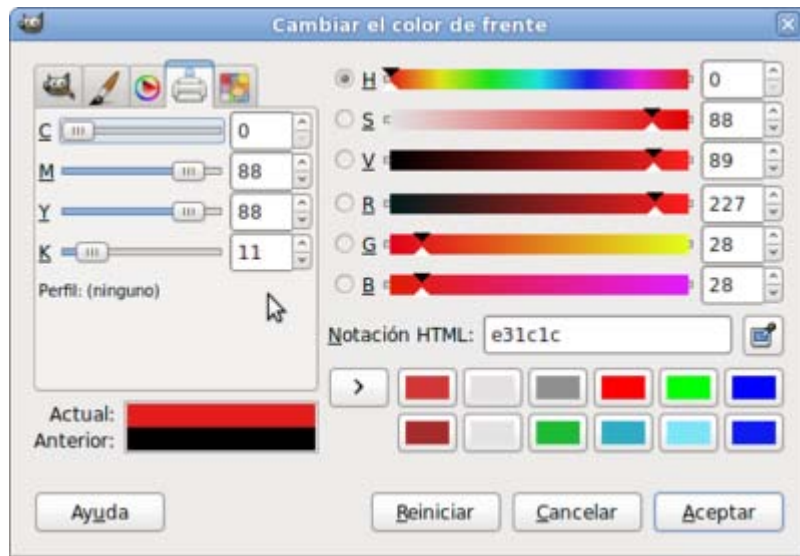 Cambiar el color de frente
C 0
M 88
Y 88
K 11
Perfil: (ninguno)
Actual:
Anterior:
H 0
S 88
V 89
R 227
G 28
B 28
Notación HTML: e31c1c
>
Ayuda
Reiniciar
Cancelar
Aceptar